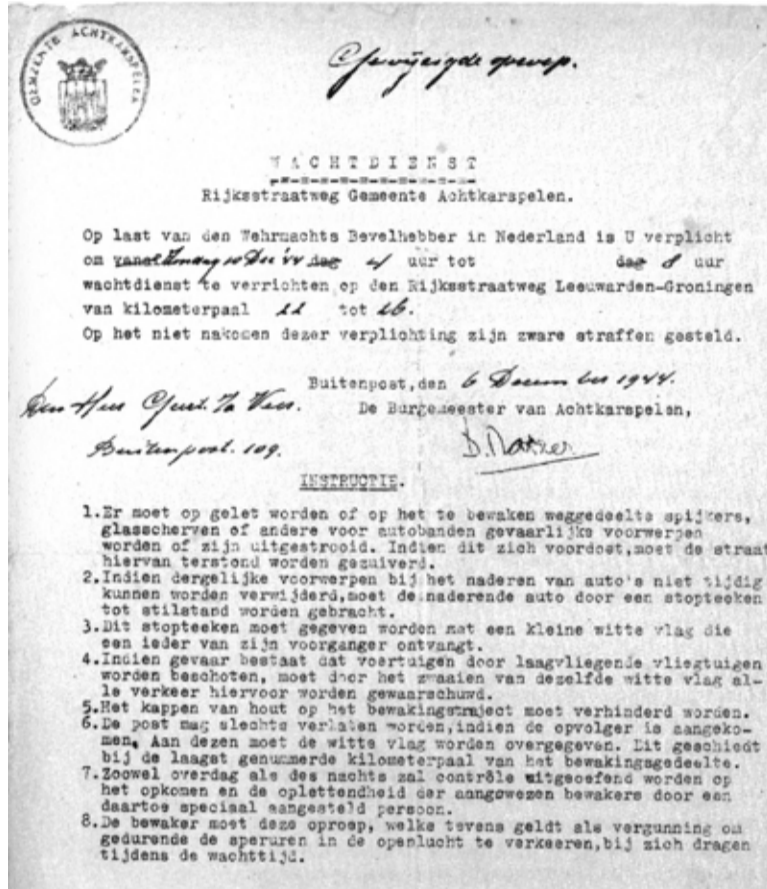 GEMEENTE ACHTKARSPELEN
Gewijzigde oproep.
WACHTDIENST
Rijksstraatweg Gemeente Achtkarspelen.
Op last van den Wehrmachts Bevelhebber in Nederland is U verplicht
om Zondag 10 Dec '44 dag 4 uur tot dag 8 uur
wachtdienst te verrichten op den Rijksstraatweg Leeuwarden-Groningen
van kilometerpaal 22 tot 26.
Op het niet nakomen dezer verplichting zijn zware straffen gesteld.
Buitenpost,den 6 December 1944.
Den Heer
De Burgemeester van Achtkarspelen,
Buitenpost. 109.
INSTRUCTIE.
1.Er moet op gelet worden of op het te bewaken weggedeelte spijkers,
glasscherven of andere voor autobanden gevaarlijke voorwerpen
worden of zijn uitgestrooid. Indien dit zich voordoet,moet de straat
hiervan terstond worden gezuiverd.
2.Indien dergelijke voorwerpen bij het naderen van auto's niet tijdig
kunnen worden verwijderd,moet de naderende auto door een stopteeken
tot stilstand worden gebracht.
3.Dit stopteeken moet gegeven worden met een kleine witte vlag die
een ieder van zijn voorganger ontvangt.
4.Indien gevaar bestaat dat voertuigen door laagvliegende vliegtuigen
worden beschoten, moet door het zwaaien van dezelfde witte vlag al-
le verkeer hiervoor worden gewaarschuwd.
5.Het kappen van hout op het bewakingstraject moet verhinderd worden.
6.De post mag slechts verlaten worden,indien de opvolger is aangeko-
men. Aan dezen moet de witte vlag worden overgegeven. Dit geschiedt
bij de laagst genummerde kilometerpaal van het bewakingsgedeelte.
7.Zoowel overdag als des nachts zal contrôle uitgeoefend worden op
het opkomen en de oplettendheid der aangewezen bewakers door een
daartoe speciaal aangesteld persoon.
8.De bewaker moet deze oproep, welke tevens geldt als vergunning om
gedurende de speruren in de openlucht te verkeeren,bij zich dragen
tijdens de wachttijd.